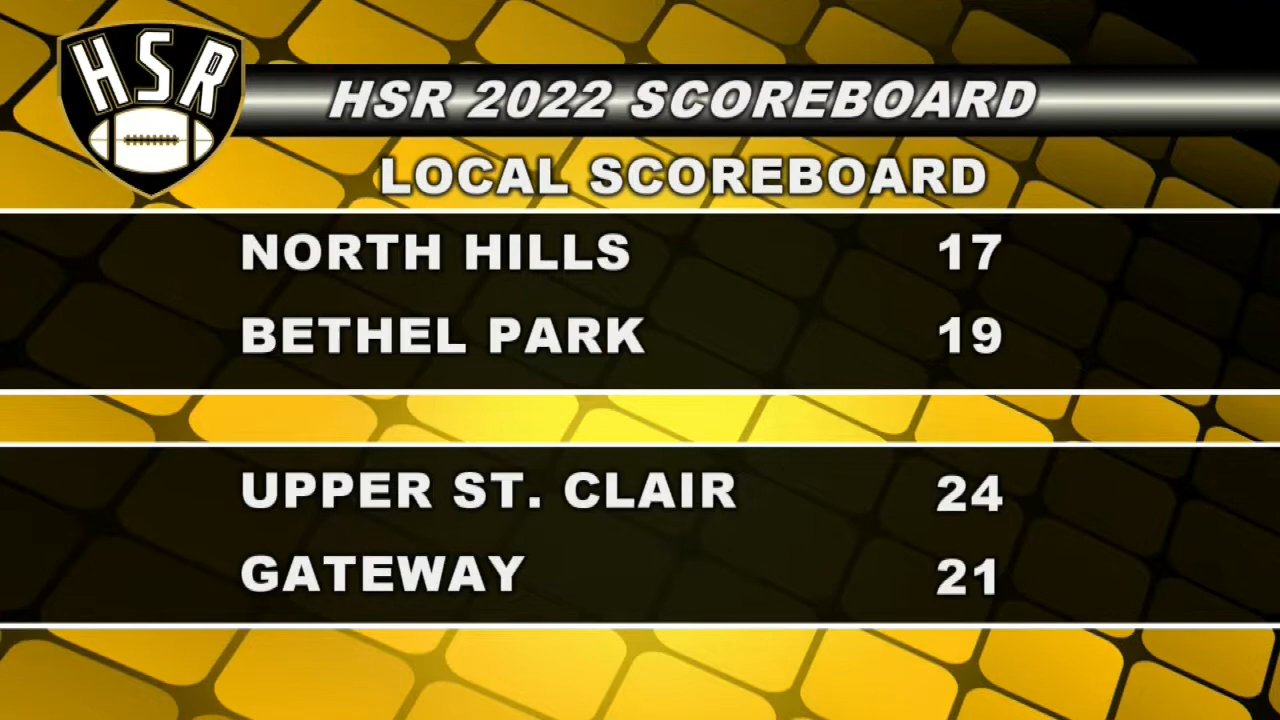 HSR
HSR 2022 SCOREBOARD
LOCAL SCOREBOARD
NORTH HILLS 17
BETHEL PARK 19
UPPER ST. CLAIR 24
GATEWAY 21